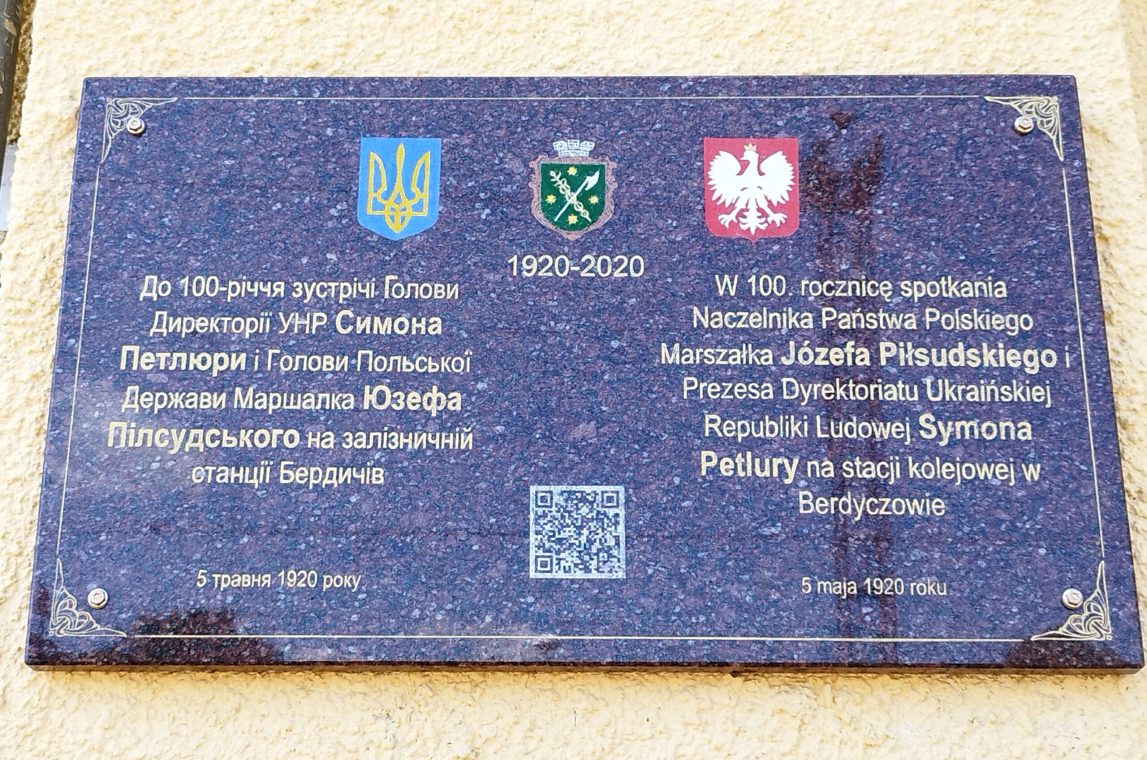 1920-2020
До 100-річчя зустрічі Голови
Директорії УНР Симона
Петлюри і Голови Польської
Держави Маршалка Юзефа
Пілсудського на залізничній
станції Бердичів
5 травня 1920 року
W 100. rocznicę spotkania
Naczelnika Państwa Polskiego
Marszałka Józefa Piłsudskiego i
Prezesa Dyrektoriatu Ukraińskiej
Republiki Ludowej Symona
Petlury na stacji kolejowej w
Berdyczowie
5 maja 1920 roku